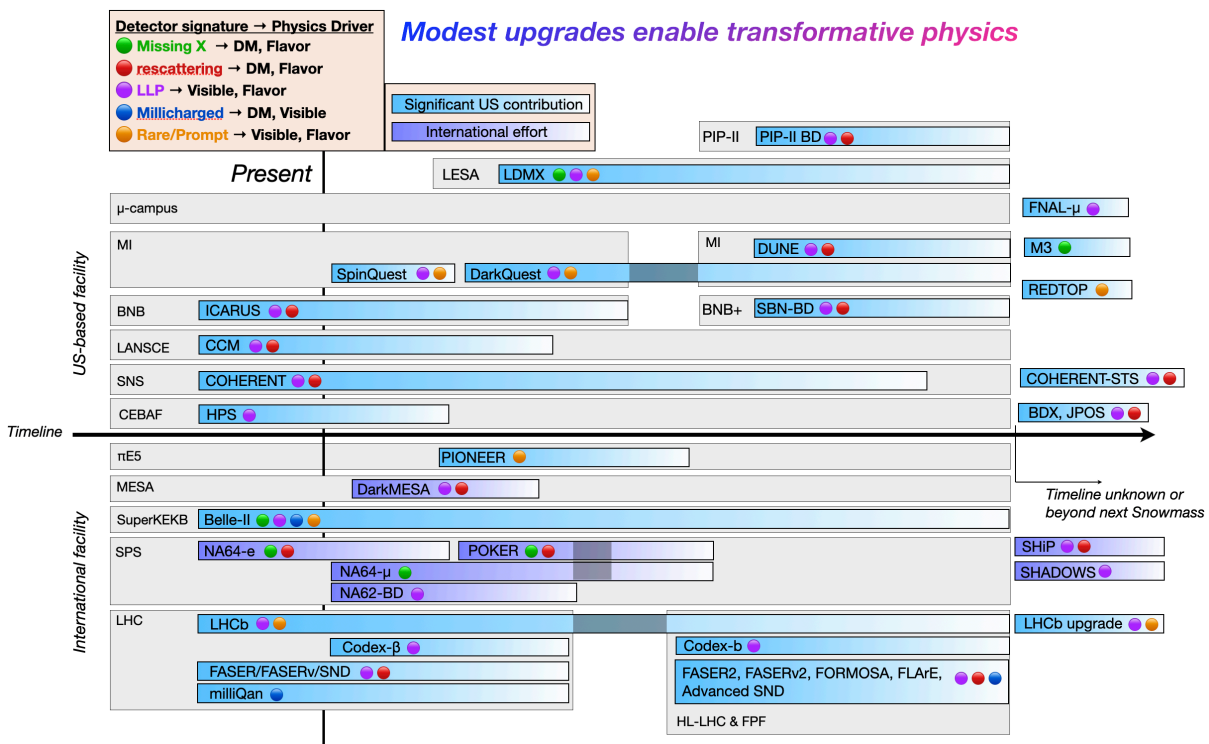 Modest upgrades enable transformative physics
Detector signature → Physics Driver
Missing X → DM, Flavor
rescattering → DM, Flavor
LLP → Visible, Flavor
Millicharged → DM, Visible
Rare/Prompt → Visible, Flavor
Significant US contribution
International effort
Present
US-based facility
PIP-II
PIP-II BD
LESA
LDMX
μ-campus
FNAL-μ
MI
MI
DUNE
M3
SpinQuest
DarkQuest
REDTOP
BNB
ICARUS
BNB+
SBN-BD
LANSCE
CCM
SNS
COHERENT
COHERENT-STS
CEBAF
HPS
BDX, JPOS
Timeline
Timeline unknown or
beyond next Snowmass
International facility
πE5
PIONEER
MESA
DarkMESA
SuperKEKB
Belle-II
SPS
NA64-e
POKER
SHiP
NA64-μ
SHADOWS
NA62-BD
LHC
LHCb
LHCb upgrade
Codex-β
Codex-b
FASER/FASERv/SND
FASER2, FASERv2, FORMOSA, FLArE,
Advanced SND
milliQan
HL-LHC & FPF